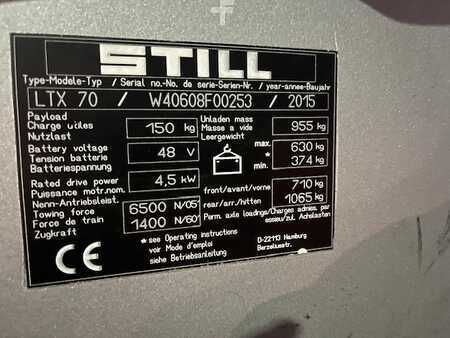 STILL
Type-Modele-Typ / Serial no.-No. de serie-Serien-Nr. / year-annee-Baujahr
LTX 70 / W40608F00253 / 2015
Payload
Charge utiles 150 kg
Nutzlast
Unladen mass
Masse a vide 955 kg
Leergewicht
Battery voltage
Tension batterie 48 V
Batteriespannung
max. 630 kg
min. 374 kg
*
Rated drive power
Puissance motr.nom. 4,5 kW
Nenn-Antriebsleist.
front/avant/vorne 710 kg
rear/arr./hitten 1065 kg
Towing force 6500 N/05'
Force de train 1400 N/60'
Zugkraft
Perm. axle loadings/Charges admiss. par
essieu/zul. Achslasten
* see Operating instructions
voir Mode d'emploi
siehe Betriebsanleitung
D-22113 Hamburg
Berzeliusstr.
CE